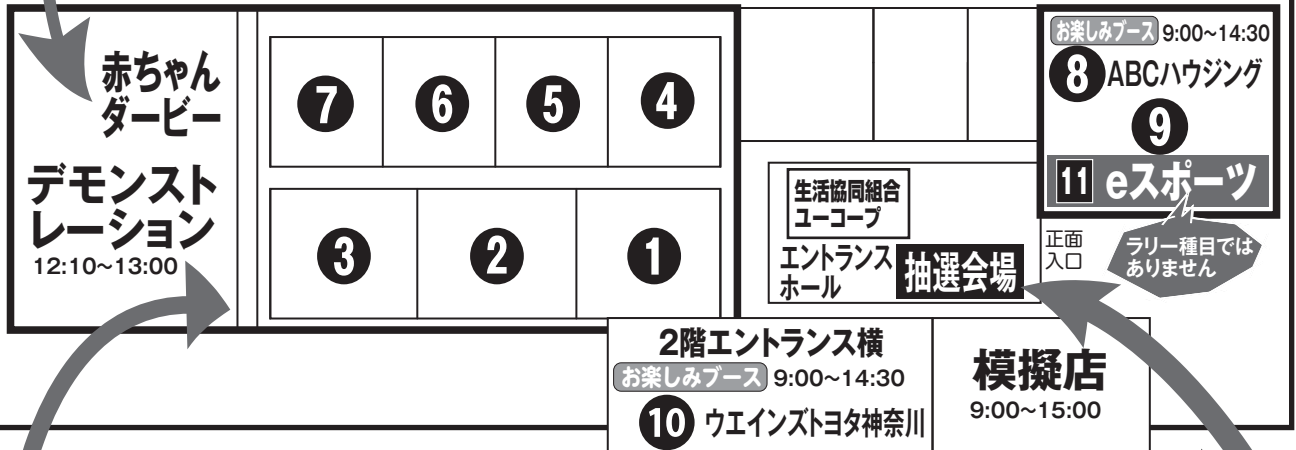 赤ちゃん
ダービー
デモンスト
レーション
12:10~13:00
7
6
5
4
3
2
1
お楽しみブース 9:00~14:30
8 ABCハウジング
9
11 eスポーツ
ラリー種目では
ありません
正面
入口
生活協同組合
ユーコープ
エントランス
ホール
抽選会場
2階エントランス横
お楽しみブース 9:00~14:30
10 ウエインズトヨタ神奈川
模擬店
9:00~15:00